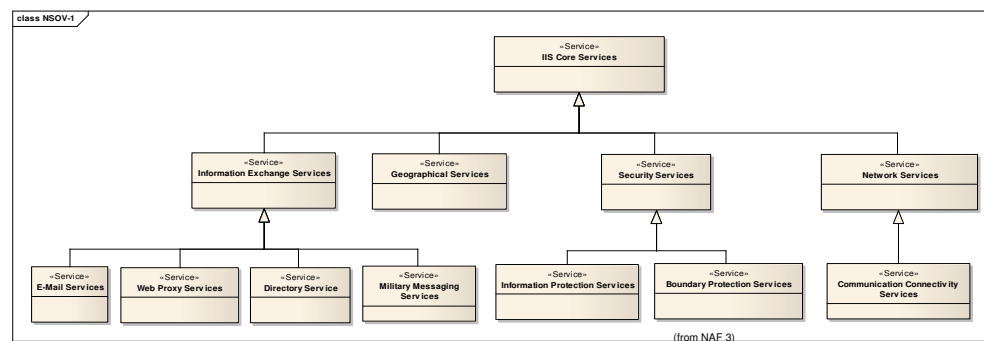 class NSOV-1
«Service»
IIS Core Services
«Service»
Information Exchange Services
«Service»
Geographical Services
«Service»
Security Services
«Service»
Network Services
«Service»
E-Mail Services
«Service»
Web Proxy Services
«Service»
Directory Service
«Service»
Military Messaging
Services
«Service»
Information Protection Services
«Service»
Boundary Protection Services
«Service»
Communication Connectivity
Services
(from NAF 3)